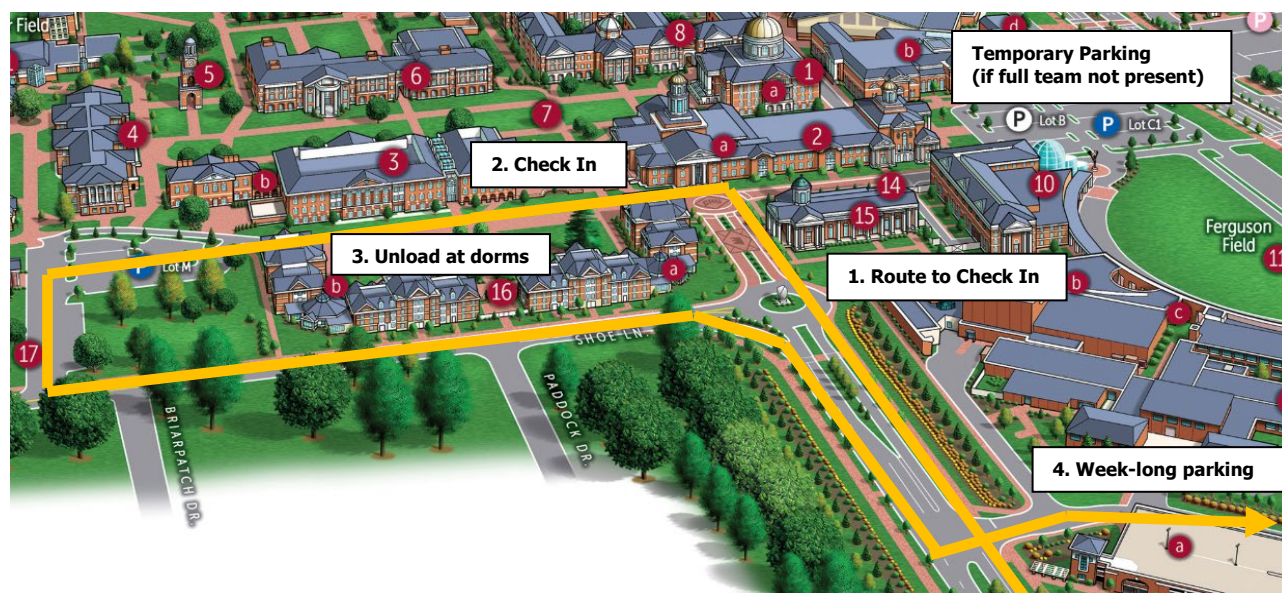 Field
8
d
P
5
6
1
b
Temporary Parking
(if full team not present)
a
7
4
P Lot B
P Lot C1
3
2. Check In
a
2
b
14
10
15
Ferguson
Field
11
3. Unload at dorms
Lot M
a
1. Route to Check In
b
b
16
c
SHOE LN.
17
PADDOCK DR.
BRIARPATCH DR.
4. Week-long parking
a